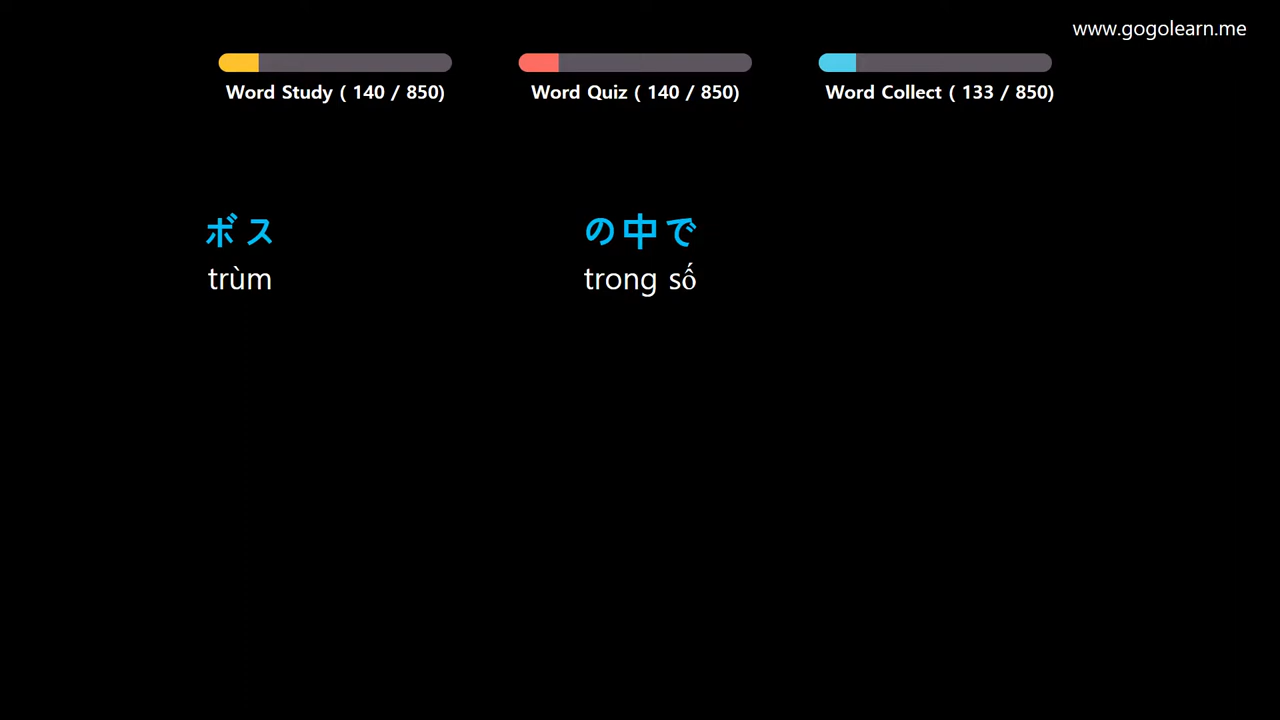 www.gogolearn.me
Word Study ( 140 / 850)
Word Quiz ( 140 / 850)
Word Collect ( 133 / 850)
ボス
trùm
の中で
trong số